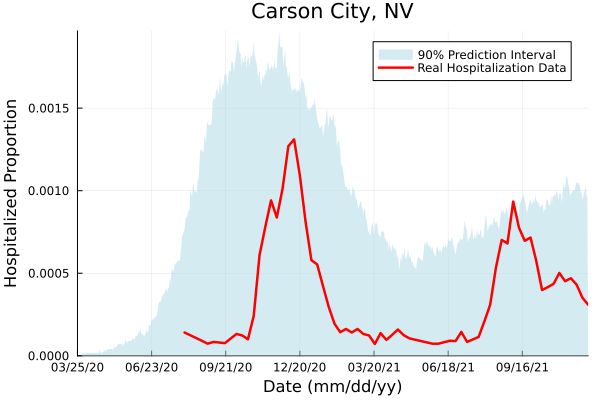 Carson City, NV
90% Prediction Interval
Real Hospitalization Data
Hospitalized Proportion
0.0015
0.0010
0.0005
0.0000
03/25/20 06/23/20 09/21/20 12/20/20 03/20/21 06/18/21 09/16/21
Date (mm/dd/yy)